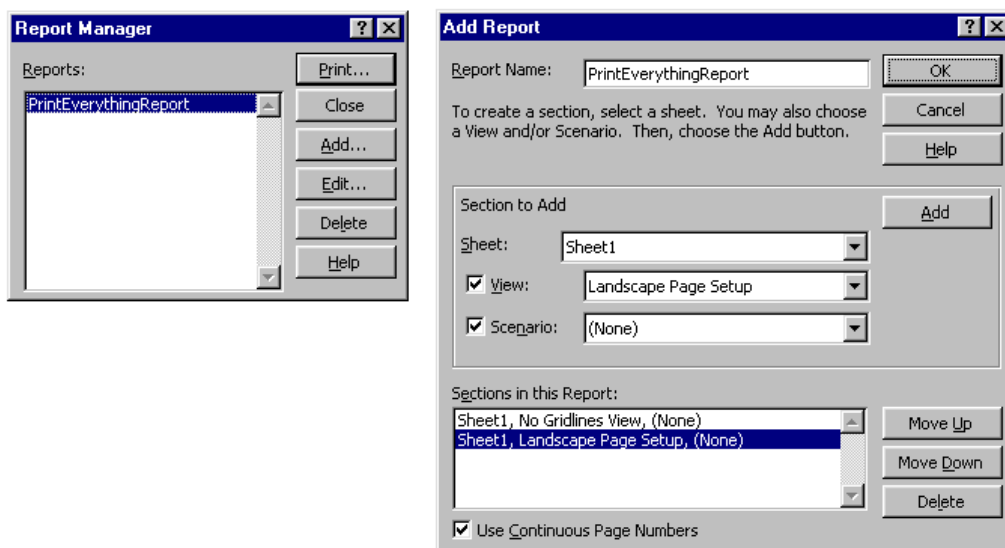 Report Manager
Reports:
PrintEverythingReport
Print...
Close
Add...
Edit...
Delete
Help
Add Report
Report Name: PrintEverythingReport
OK
To create a section, select a sheet. You may also choose
a View and/or Scenario. Then, choose the Add button.
Cancel
Help
Section to Add
Add
Sheet: Sheet1
View: Landscape Page Setup
Scenario: (None)
Sections in this Report:
Sheet1, No Gridlines View, (None)
Sheet1, Landscape Page Setup, (None)
Move Up
Move Down
Delete
Use Continuous Page Numbers